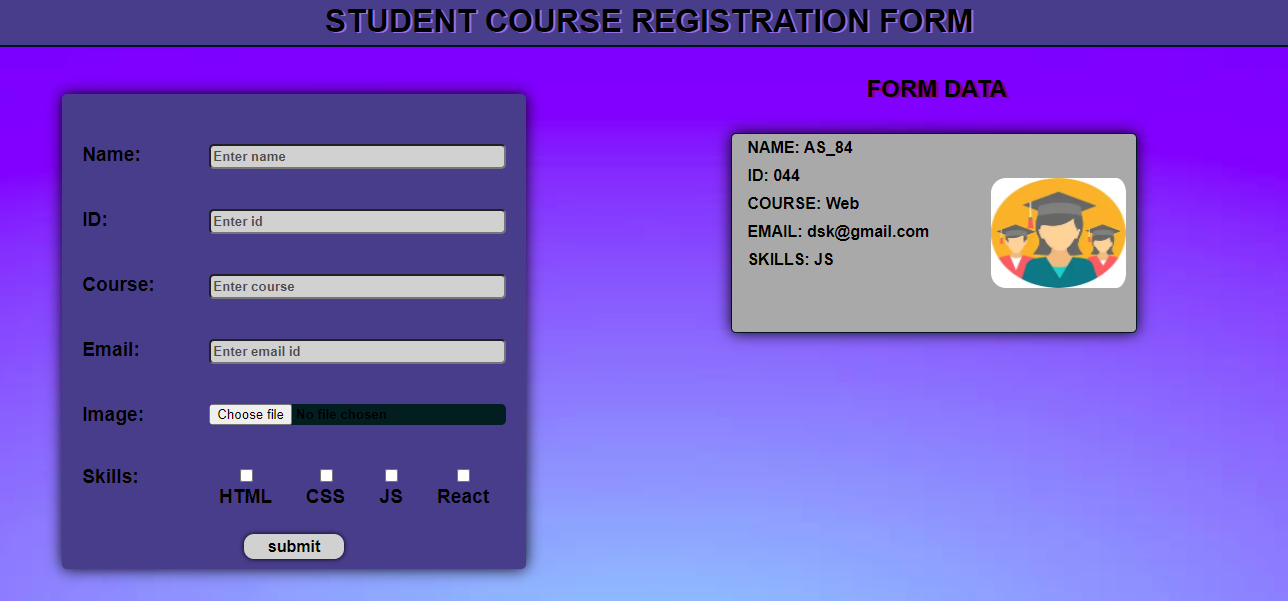 STUDENT COURSE REGISTRATION FORM
Name:
Enter name
ID:
Enter id
Course:
Enter course
Email:
Enter email id
Image:
Choose file No file chosen
Skills:
HTML CSS JS React
submit
FORM DATA
NAME: AS_84
ID: 044
COURSE: Web
EMAIL: dsk@gmail.com
SKILLS: JS